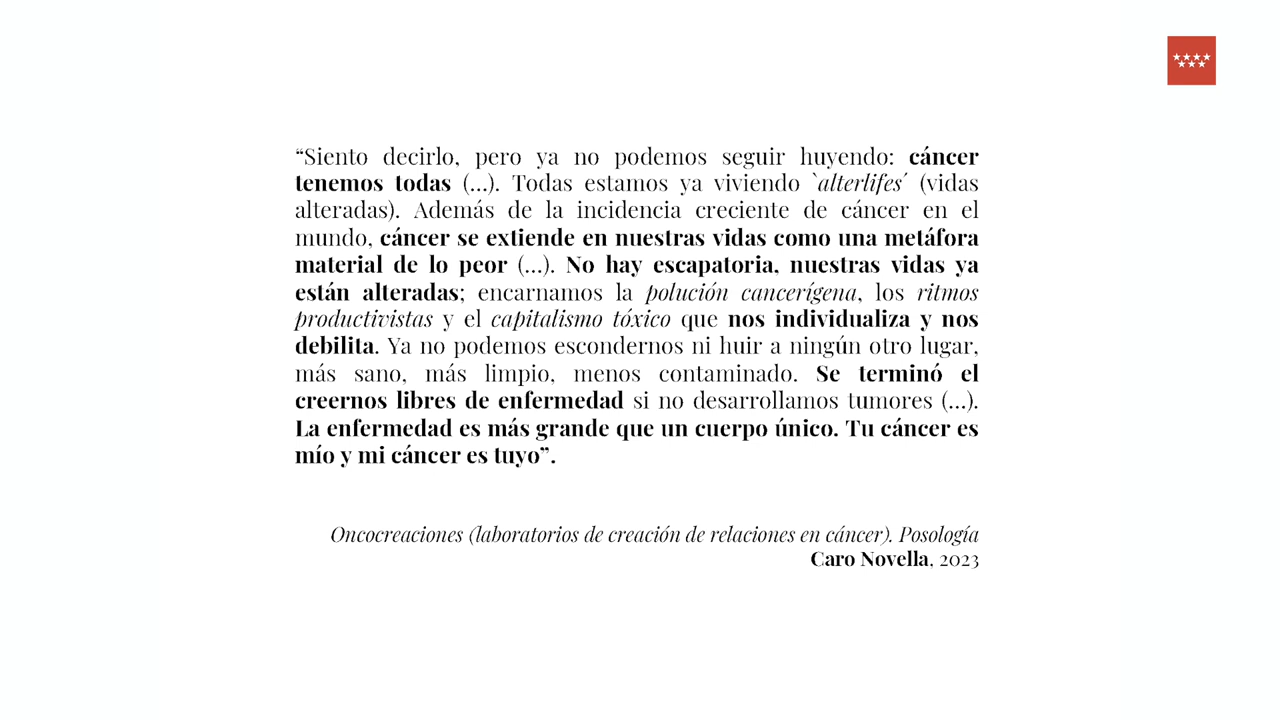 “Siento decirlo, pero ya no podemos seguir huyendo: cáncer
tenemos todas (...). Todas estamos ya viviendo `alterlifes´ (vidas
alteradas). Además de la incidencia creciente de cáncer en el
mundo, cáncer se extiende en nuestras vidas como una metáfora
material de lo peor (...). No hay escapatoria, nuestras vidas ya
están alteradas; encarnamos la polución cancerígena, los ritmos
productivistas y el capitalismo tóxico que nos individualiza y nos
debilita. Ya no podemos escondernos ni huir a ningún otro lugar,
más sano, más limpio, menos contaminado. Se terminó el
creernos libres de enfermedad si no desarrollamos tumores (...).
La enfermedad es más grande que un cuerpo único. Tu cáncer es
mío y mi cáncer es tuyo”.
Oncocreaciones (laboratorios de creación de relaciones en cáncer). Posología
Caro Novella, 2023